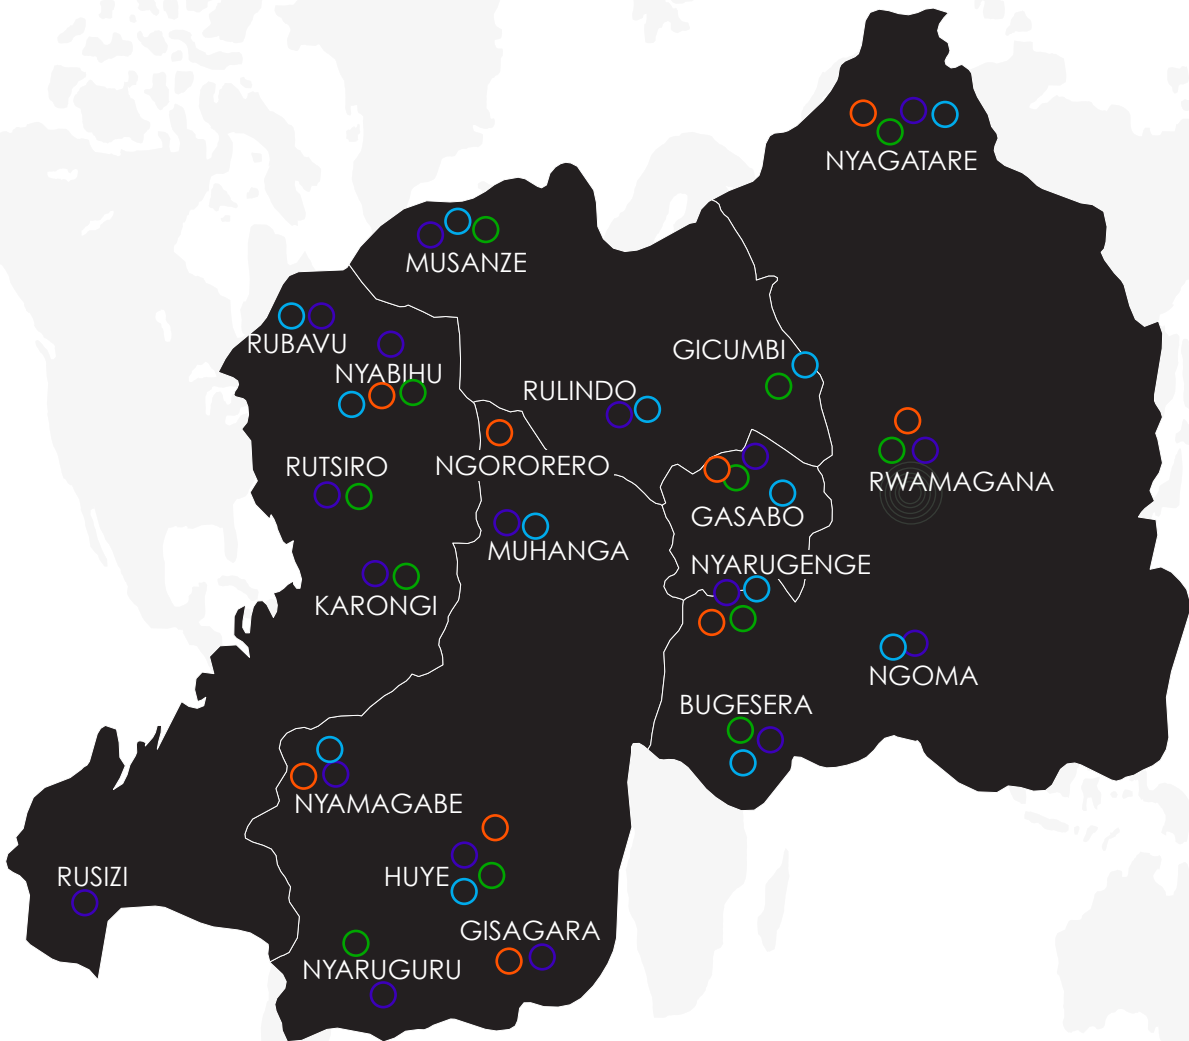 NYAGATARE
MUSANZE
RUBAVU
GICUMBI
NYABIHU
RULINDO
RUTSIRO
NGORORERO
RWAMAGANA
GASABO
MUHANGA
NYARUGENGE
KARONGI
NGOMA
BUGESERA
NYAMAGABE
RUSIZI
HUYE
GISAGARA
NYARUGURU